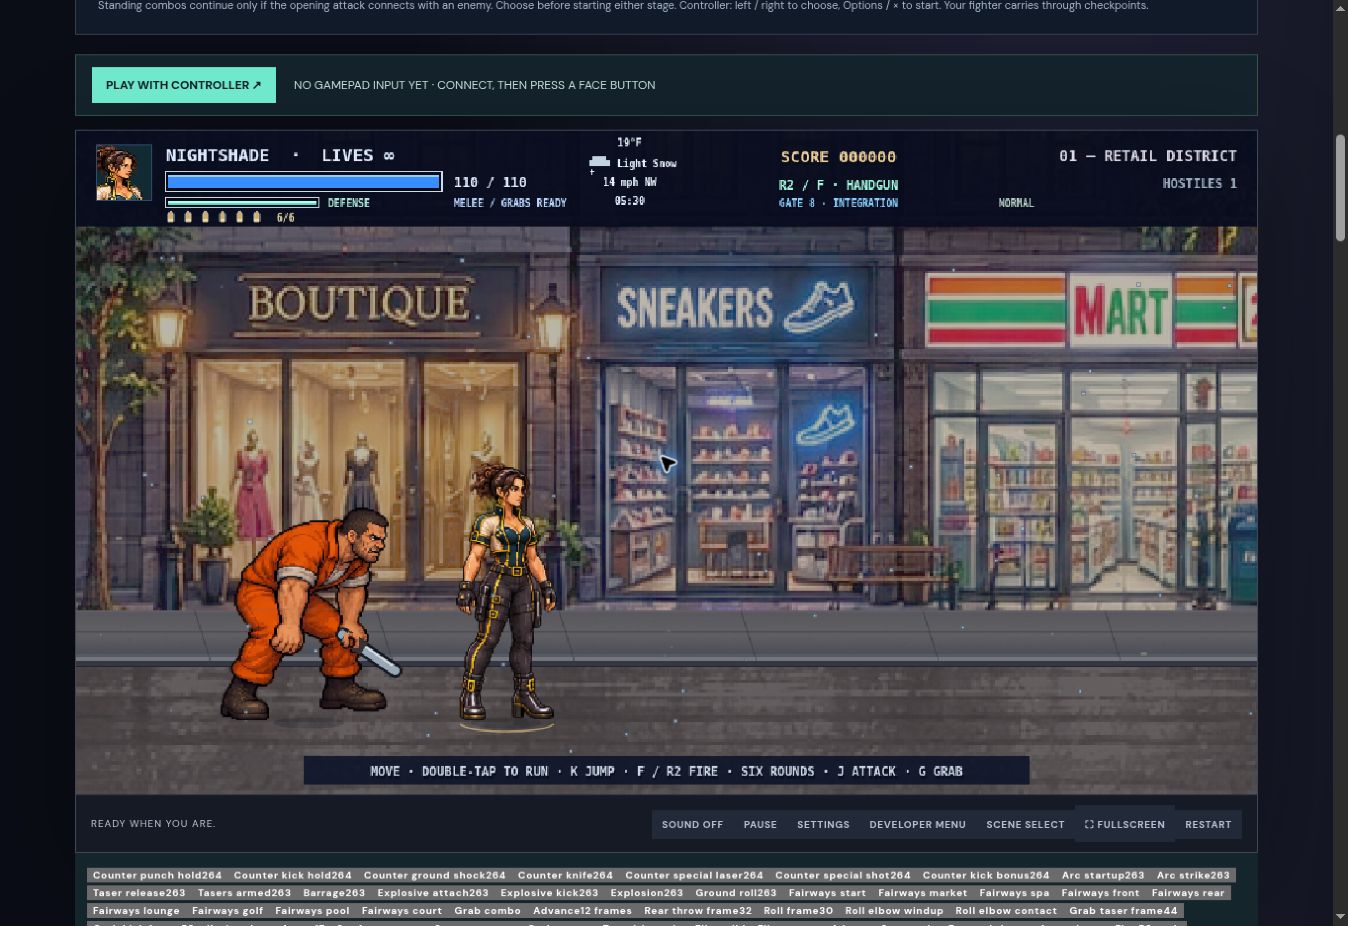 Standing combos continue only if the opening attack connects with an enemy. Choose before starting either stage. Controller: left / right to choose, Options / × to start. Your fighter carries through checkpoints.
PLAY WITH CONTROLLER ↗ NO GAMEPAD INPUT YET · CONNECT, THEN PRESS A FACE BUTTON
NIGHTSHADE · LIVES ∞
110 / 110
DEFENSE MELEE / GRABS READY
6/6
19°F
Light Snow
14 mph NW
05:30
SCORE 000000
R2 / F · HANDGUN
GATE 8 · INTEGRATION
NORMAL
01 — RETAIL DISTRICT
HOSTILES 1
BOUTIQUE
SNEAKERS
MART
MOVE · DOUBLE-TAP TO RUN · K JUMP · F / R2 FIRE · SIX ROUNDS · J ATTACK · G GRAB
READY WHEN YOU ARE. SOUND OFF PAUSE SETTINGS DEVELOPER MENU SCENE SELECT FULLSCREEN RESTART
Counter punch hold264 Counter kick hold264 Counter ground shock264 Counter knife264 Counter special laser264 Counter special shot264 Counter kick bonus264 Arc startup263 Arc strike263
Taser release263 Tasers armed263 Barrage263 Explosive attach263 Explosive kick263 Explosion263 Ground roll263 Fairways start Fairways market Fairways spa Fairways front Fairways rear
Fairways lounge Fairways golf Fairways pool Fairways court Grab combo Advance12 frames Rear throw frame32 Roll frame30 Roll elbow windup Roll elbow contact Grab taser frame44